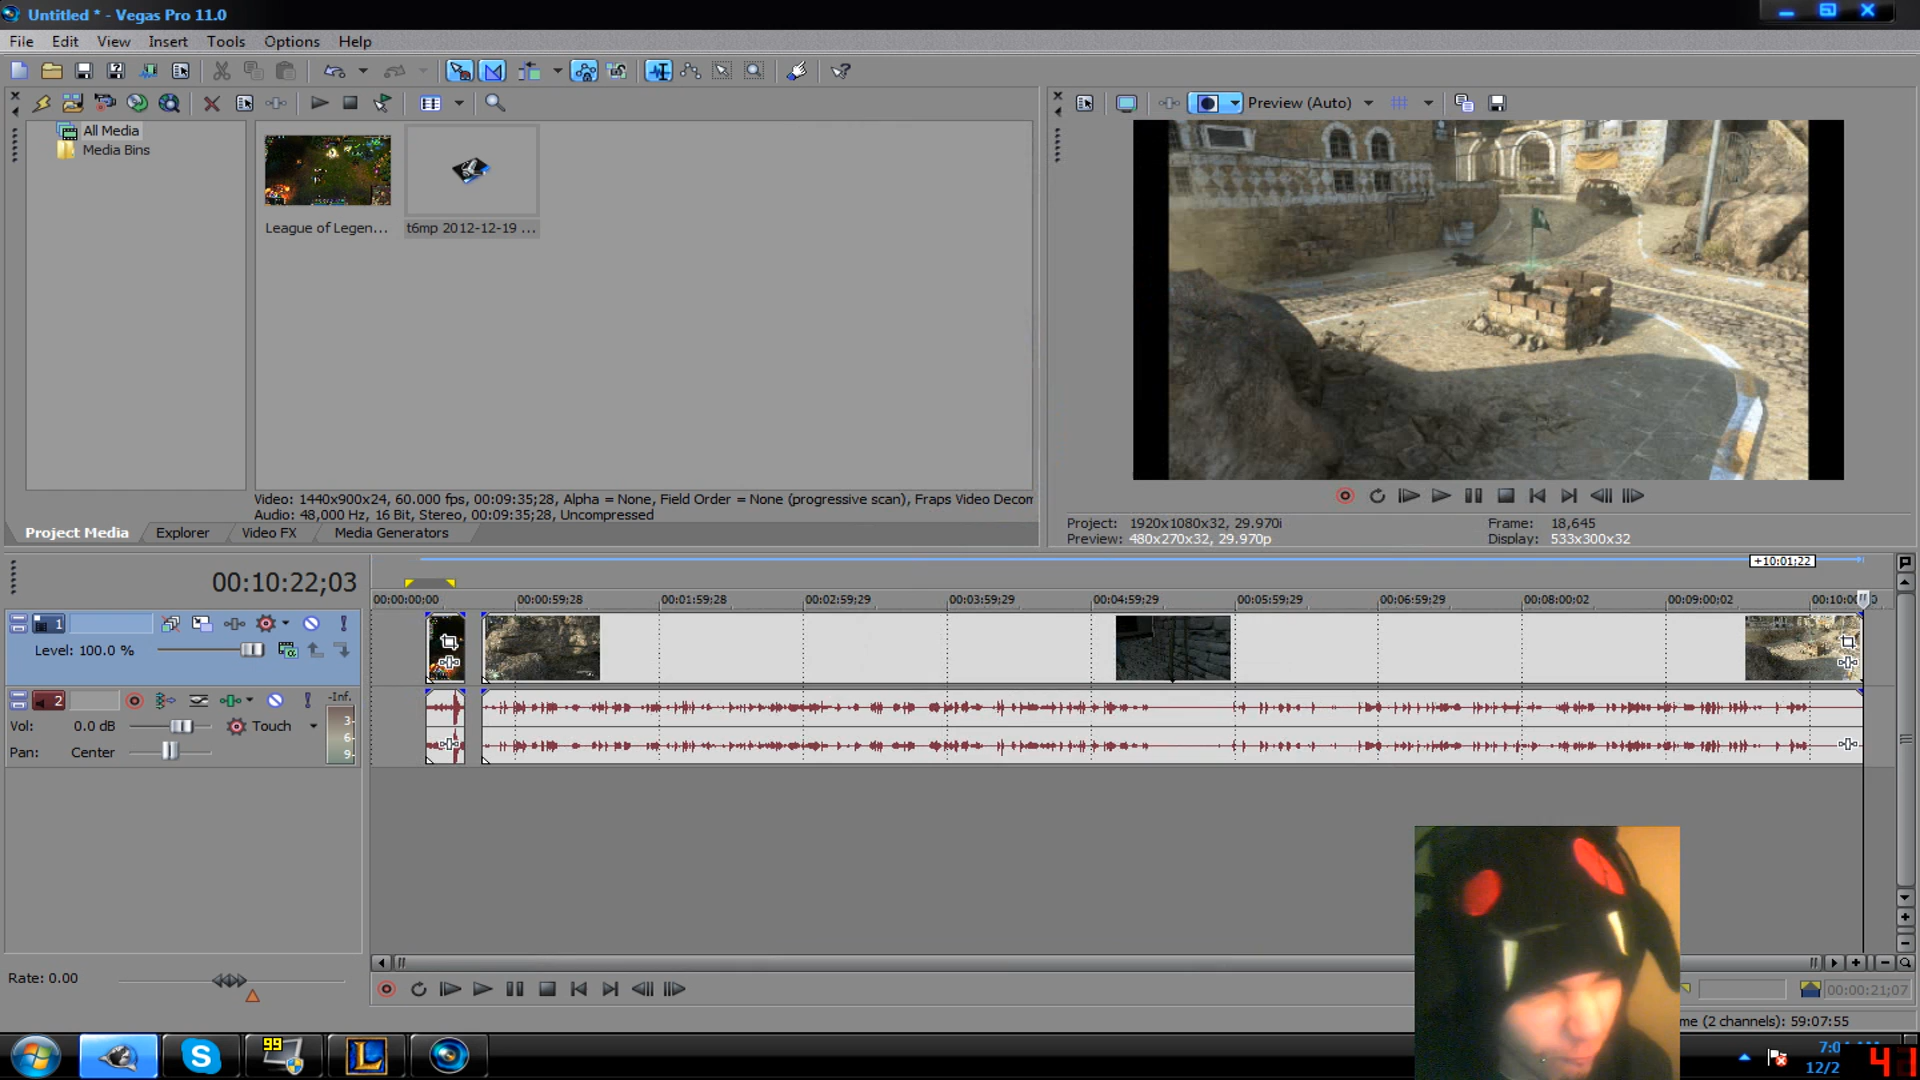 Untitled * - Vegas Pro 11.0
File Edit View Insert Tools Options Help
Preview (Auto)
All Media
Media Bins
League of Legen...
t6mp 2012-12-19 ...
Video: 1440x900x24, 60.000 fps, 00:09:35;28, Alpha = None, Field Order = None (progressive scan), Fraps Video Decom
Audio: 48,000 Hz, 16 Bit, Stereo, 00:09:35;28, Uncompressed
Project Media Explorer Video FX Media Generators
Project: 1920x1080x32, 29.970i
Frame: 18,645
Preview: 480x270x32, 29.970p
Display: 533x300x32
+10:01;22
00:10:22;03
00:00:00;00 00:00:59;28 00:01:59;28 00:02:59;29 00:03:59;29 00:04:59;29 00:05:59;29 00:06:59;29 00:08:00;02 00:09:00;02 00:10:00
1
Level: 100.0 %
2
-Inf.
Vol: 0.0 dB Touch
Pan: Center
3
6
9
Rate: 0.00
00:00:21;07
me (2 channels): 59:07:55
99
L
7:0
12/2
41